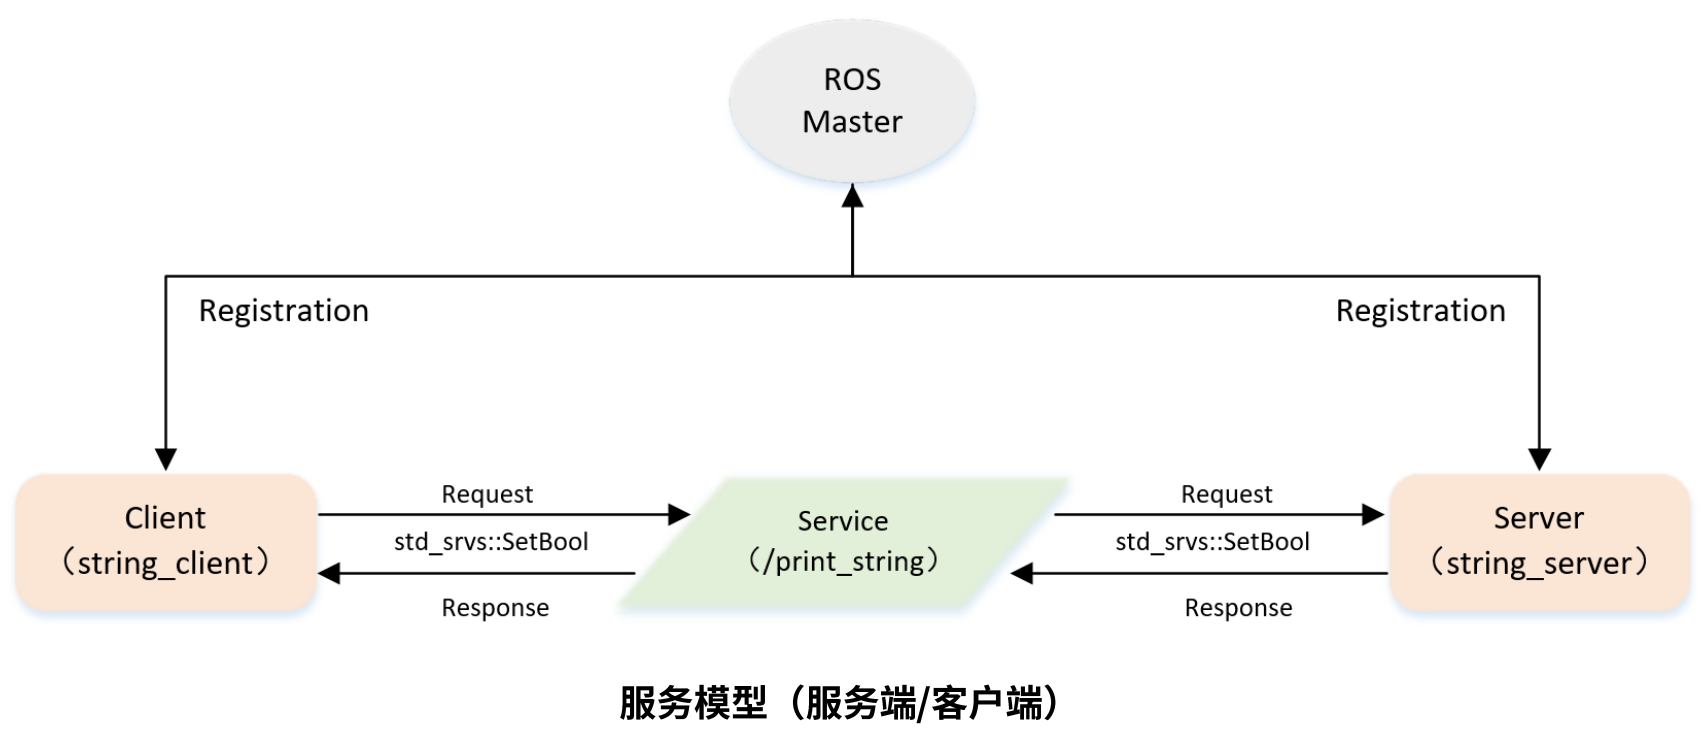 ROS
Master
Registration
Registration
Client
（string_client）
Request
std_srvs::SetBool
Response
Service
（/print_string）
Request
std_srvs::SetBool
Response
Server
（string_server）
服务模型（服务端/客户端）